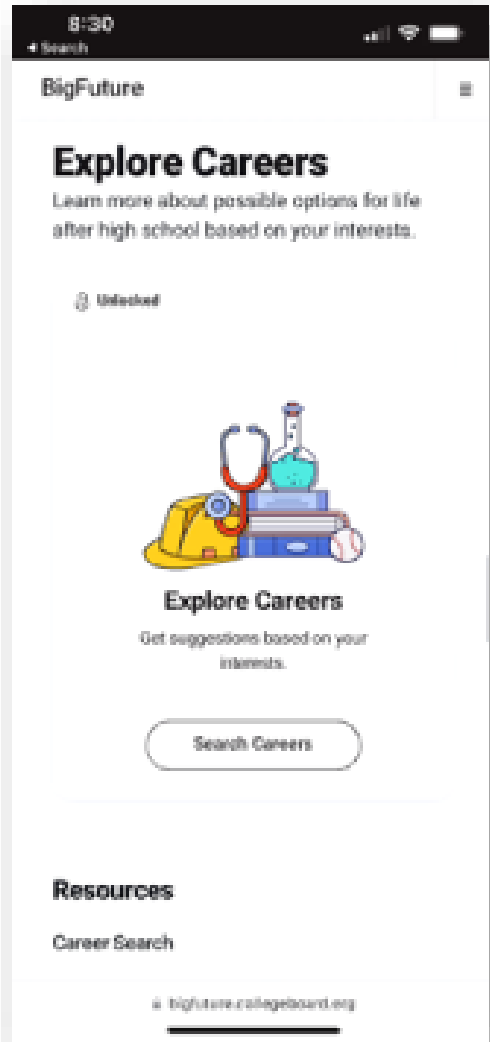 8:30
◀ Search
BigFuture
Explore Careers
Learn more about possible options for life
after high school based on your interests.
Unlocked
Explore Careers
Get suggestions based on your
interests.
Search Careers
Resources
Career Search
bigfuture.collegeboard.org